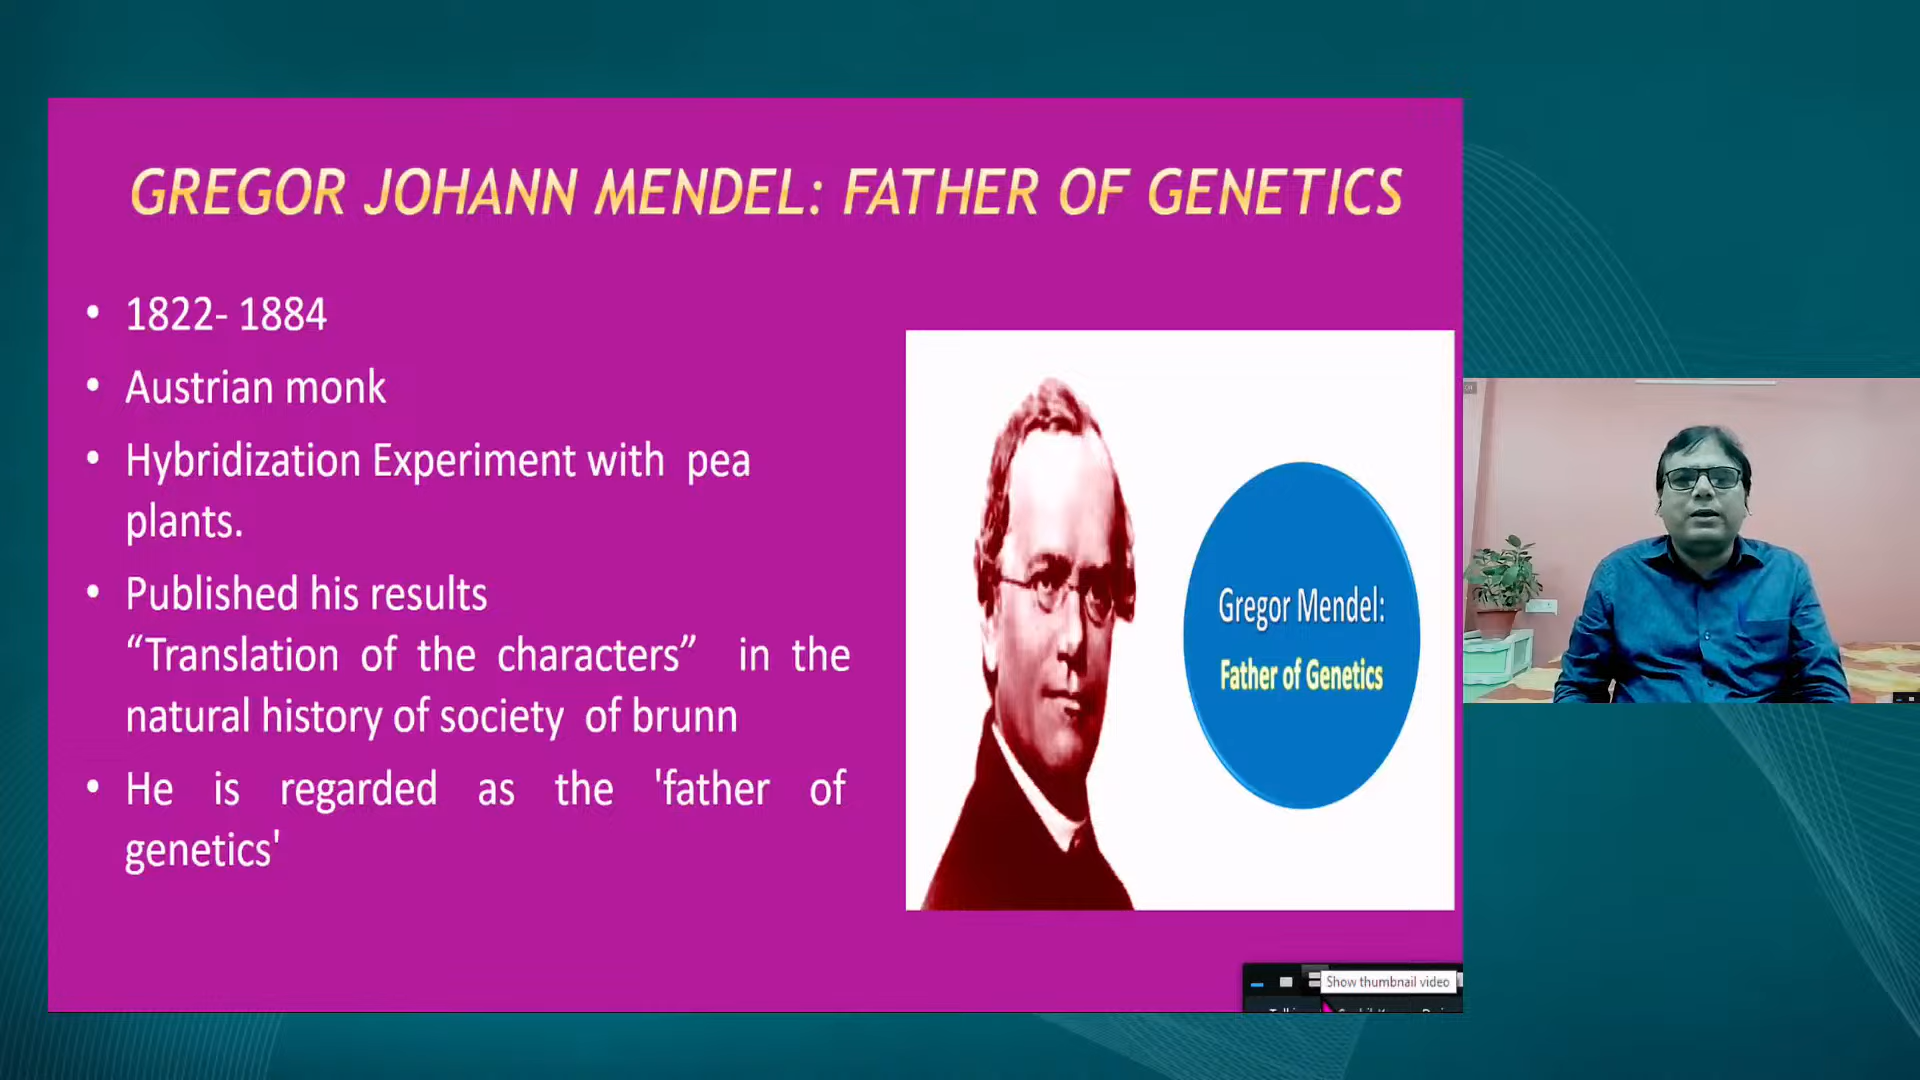 GREGOR JOHANN MENDEL: FATHER OF GENETICS
• 1822- 1884
• Austrian monk
• Hybridization Experiment with pea
plants.
• Published his results
“Translation of the characters” in the
natural history of society of brunn
• He is regarded as the 'father of
genetics'
Gregor Mendel:
Father of Genetics
Show thumbnail video